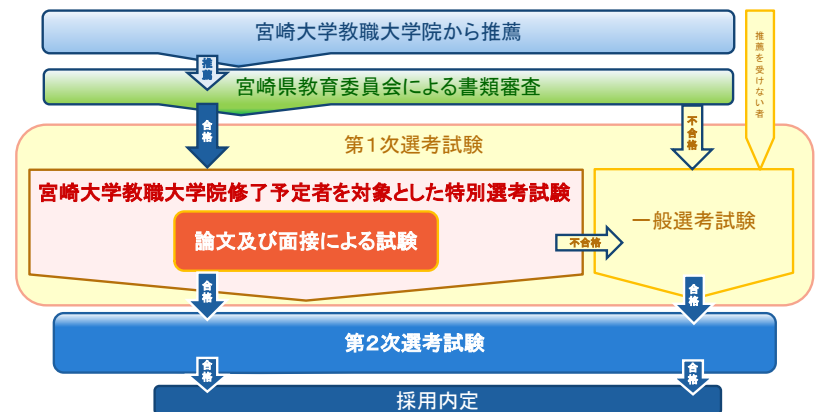 宮崎大学教職大学院から推薦
推薦を受けない者
推薦
宮崎県教育委員会による書類審査
合格
不合格
第1次選考試験
宮崎大学教職大学院修了予定者を対象とした特別選考試験
論文及び面接による試験
不合格
一般選考試験
合格
合格
第2次選考試験
合格
合格
採用内定